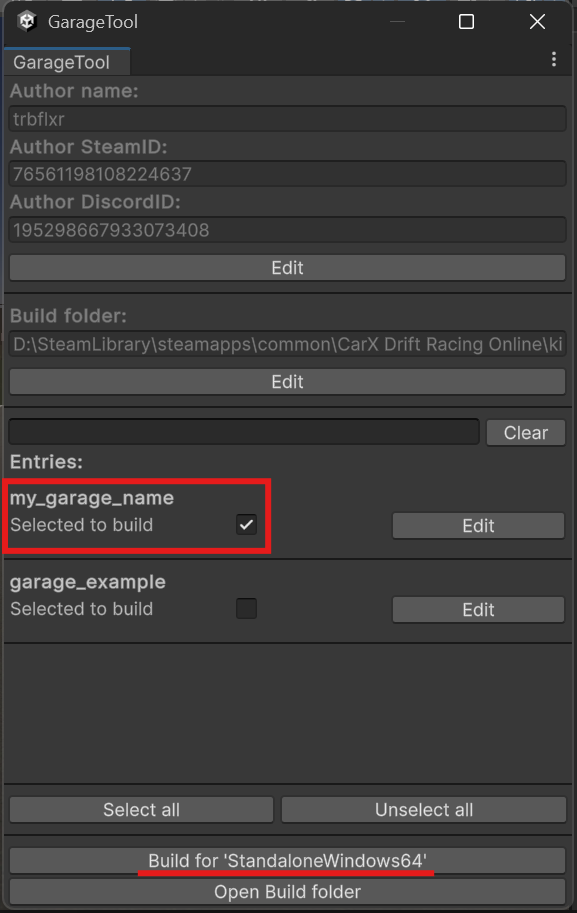 GarageTool
GarageTool
Author name:
trbflxr
Author SteamID:
76561198108224637
Author DiscordID:
195298667933073408
Edit
Build folder:
D:\SteamLibrary\steamapps\common\CarX Drift Racing Online\ki
Edit
Clear
Entries:
my_garage_name
Selected to build
Edit
garage_example
Selected to build
Edit
Select all Unselect all
Build for 'StandaloneWindows64'
Open Build folder